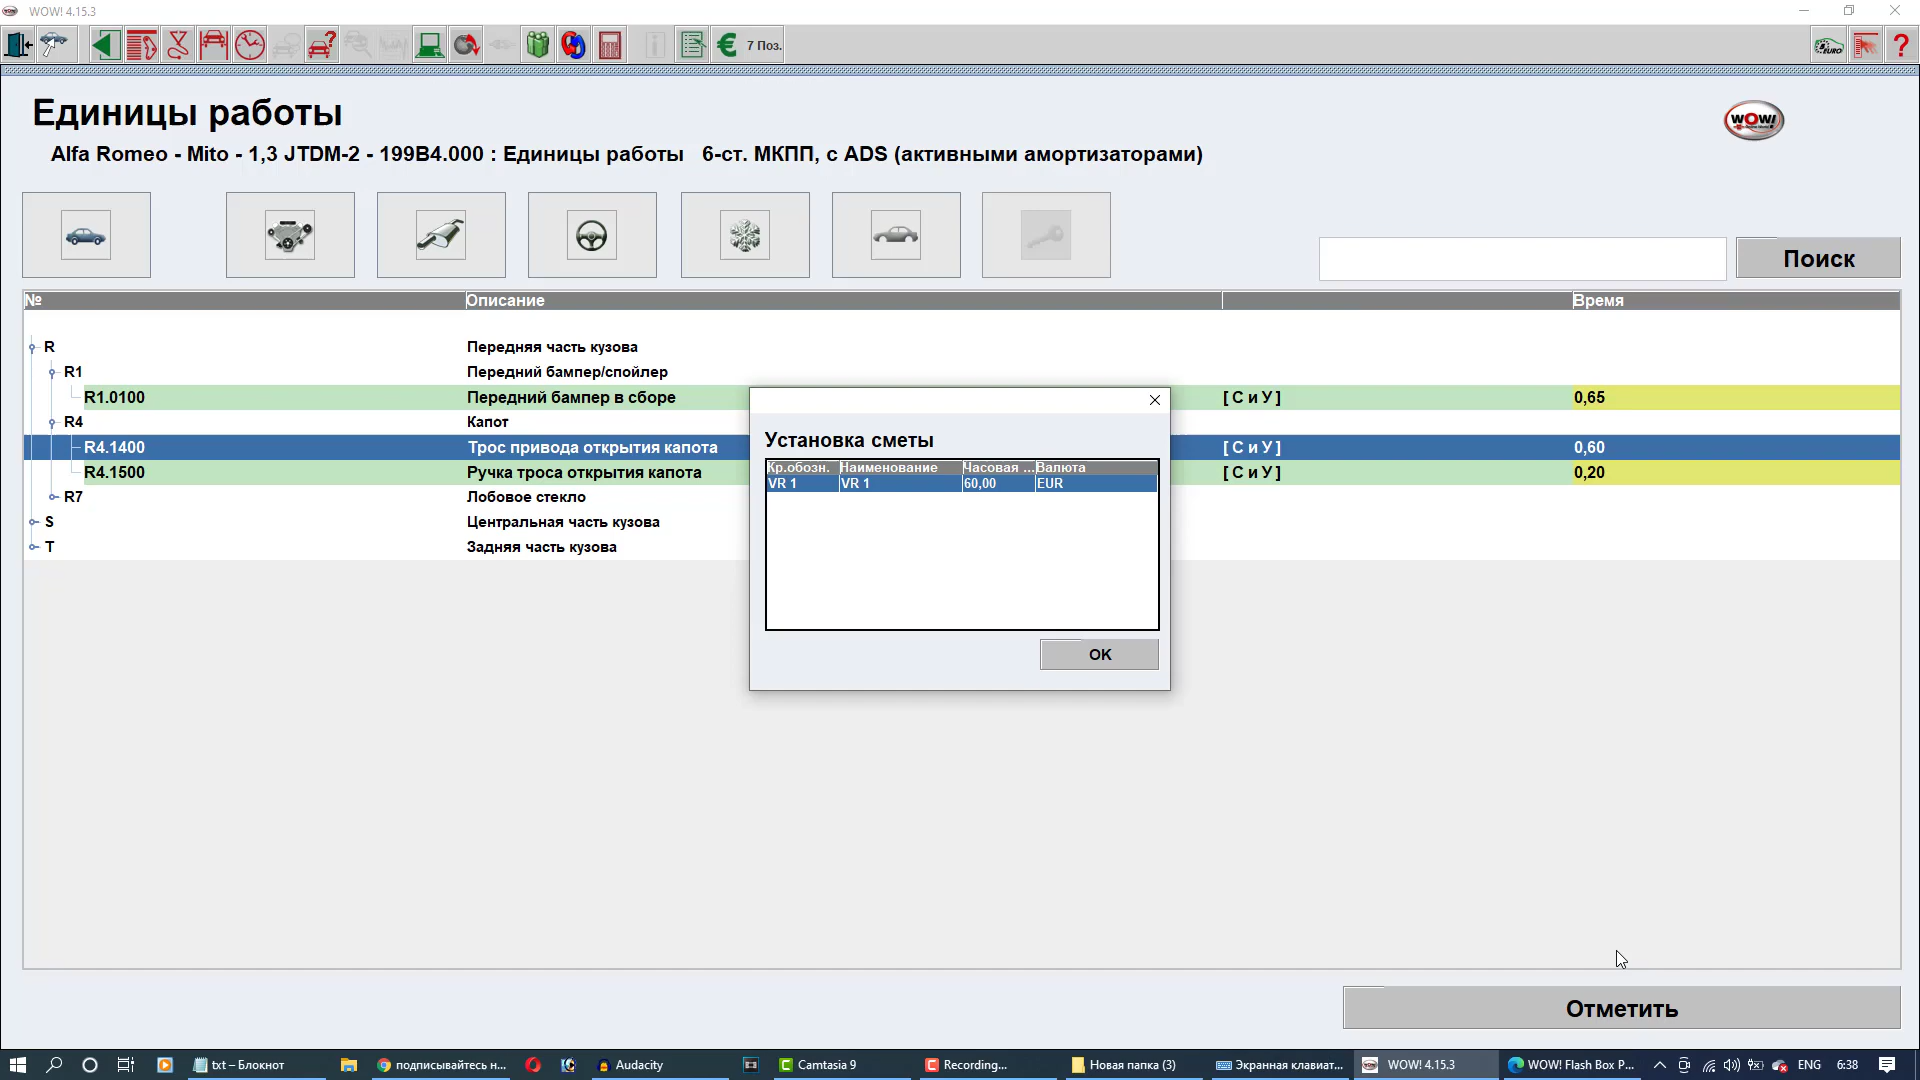 WOW! 4.15.3
7 Поз.
?
Единицы работы
WOW!
Alfa Romeo - Mito - 1,3 JTDM-2 - 199B4.000 : Единицы работы 6-ст. МКПП, с ADS (активными амортизаторами)
Поиск
№ Описание Время
R Передняя часть кузова
R1 Передний бампер/спойлер
R1.0100 Передний бампер в сборе [ С и У ] 0,65
R4 Капот
R4.1400 Трос привода открытия капота [ С и У ] 0,60
R4.1500 Ручка троса открытия капота [ С и У ] 0,20
R7 Лобовое стекло
S Центральная часть кузова
T Задняя часть кузова
Установка сметы
Кр.обозн. Наименование Часовая ... Валюта
VR 1 VR 1 60,00 EUR
OK
Отметить
txt – Блокнот подписывайтесь н... Audacity Camtasia 9 Recording... Новая папка (3) Экранная клавиат... WOW! 4.15.3 WOW! Flash Box P... ENG 6:38